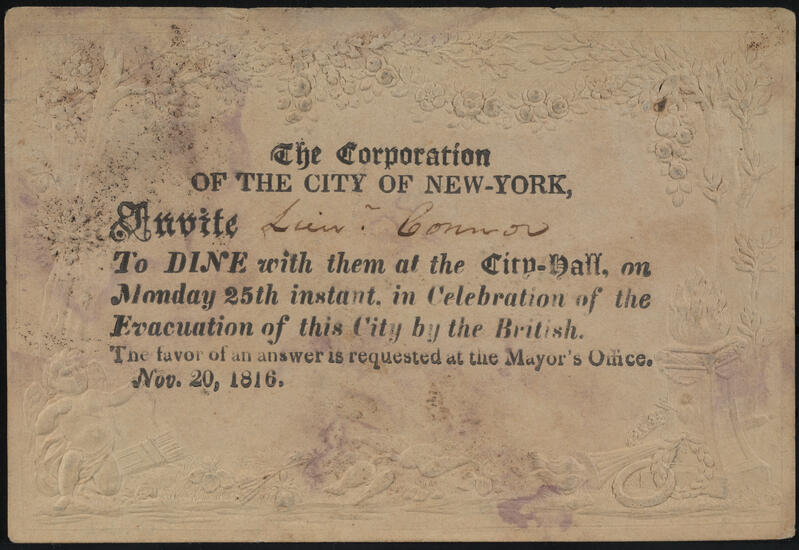 The Corporation
OF THE CITY OF NEW-YORK,
Invite Lieut. Connor
To DINE with them at the City-Hall, on
Monday 25th instant. in Celebration of the
Evacuation of this City by the British.
The favor of an answer is requested at the Mayor's Office.
Nov. 20, 1816.